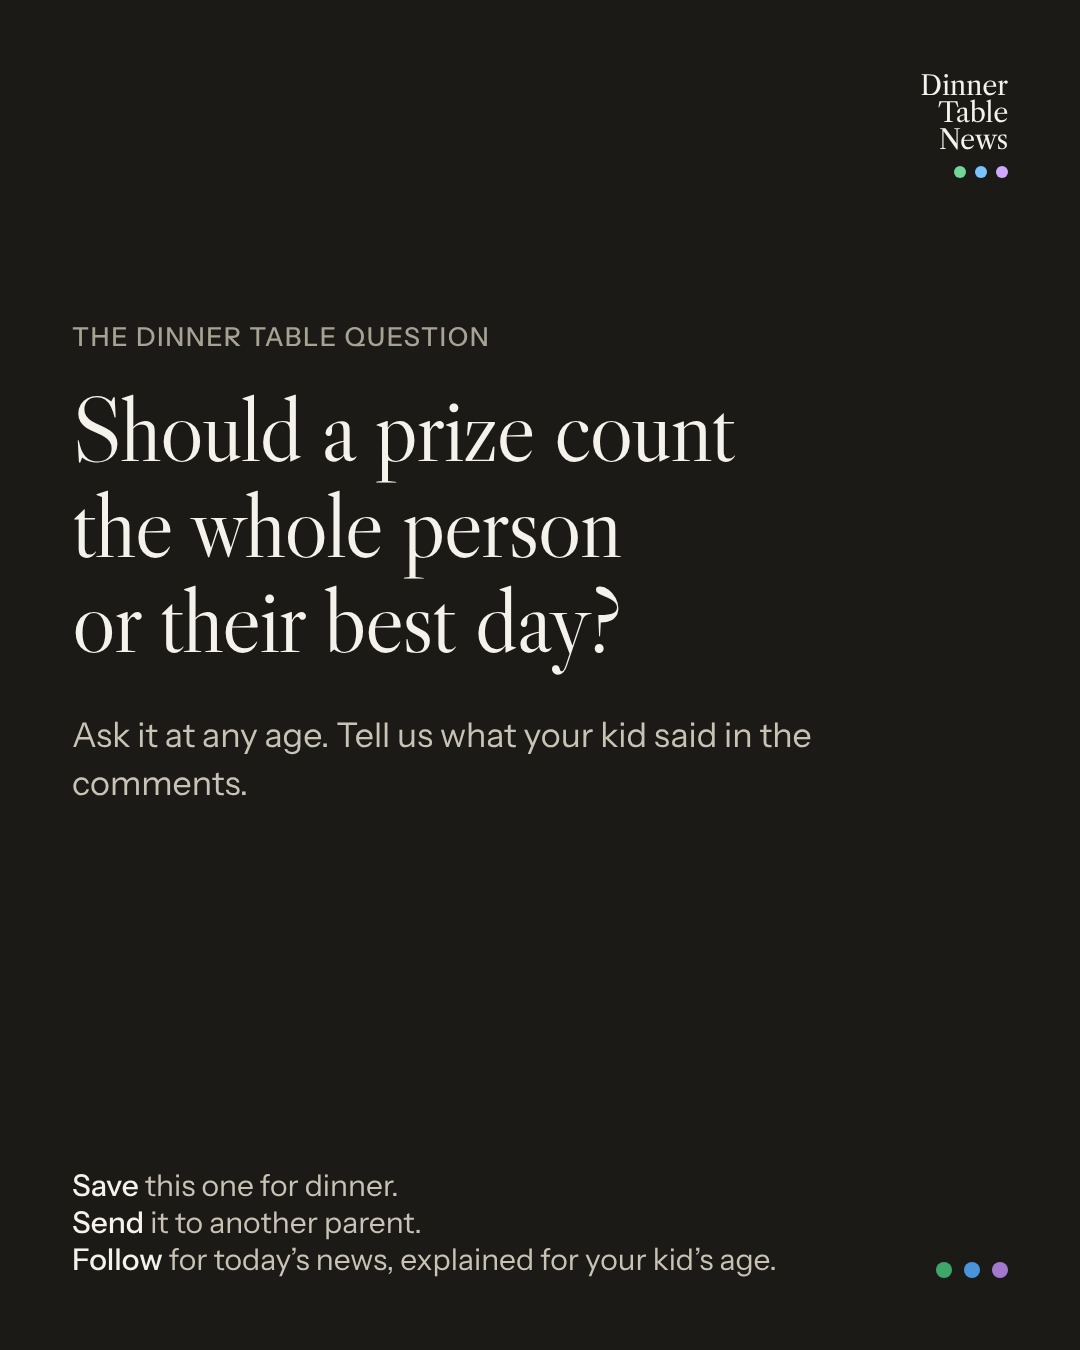 Dinner
Table
News
THE DINNER TABLE QUESTION
Should a prize count
the whole person
or their best day?
Ask it at any age. Tell us what your kid said in the
comments.
Save this one for dinner.
Send it to another parent.
Follow for today’s news, explained for your kid’s age.